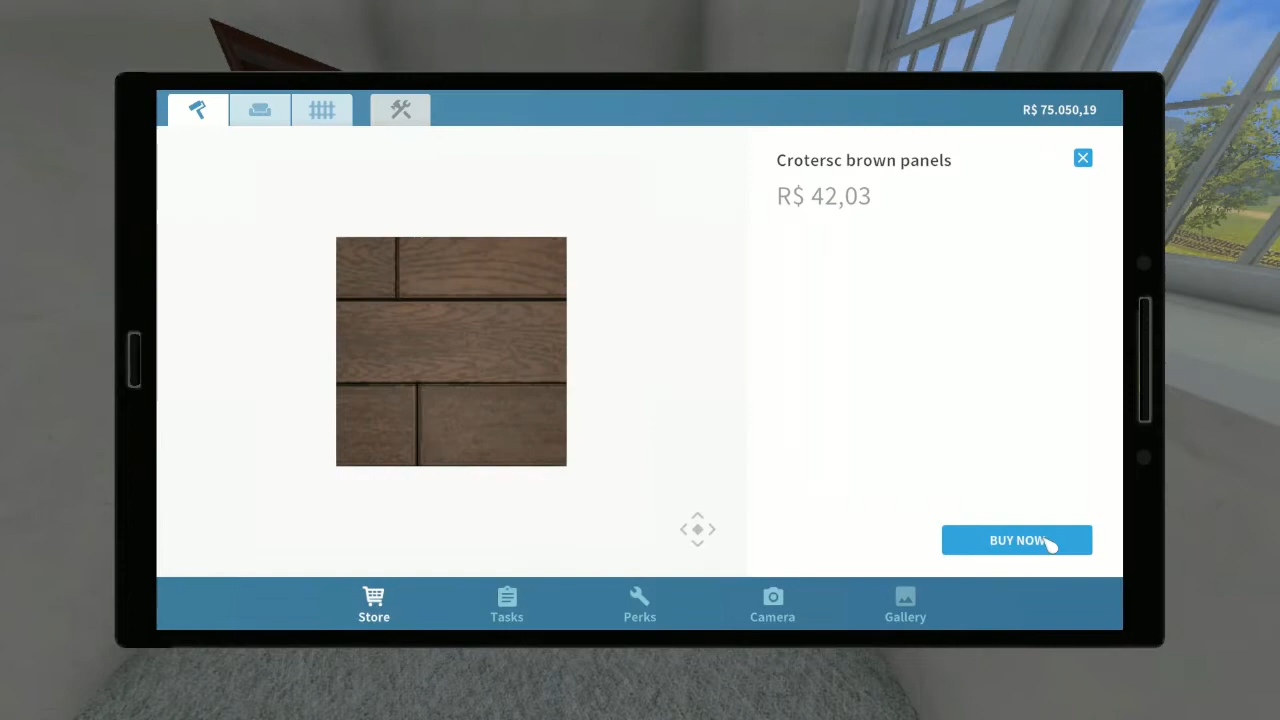 R$ 75.050,19
Crotersc brown panels
R$ 42,03
BUY NOW
Store
Tasks
Perks
Camera
Gallery